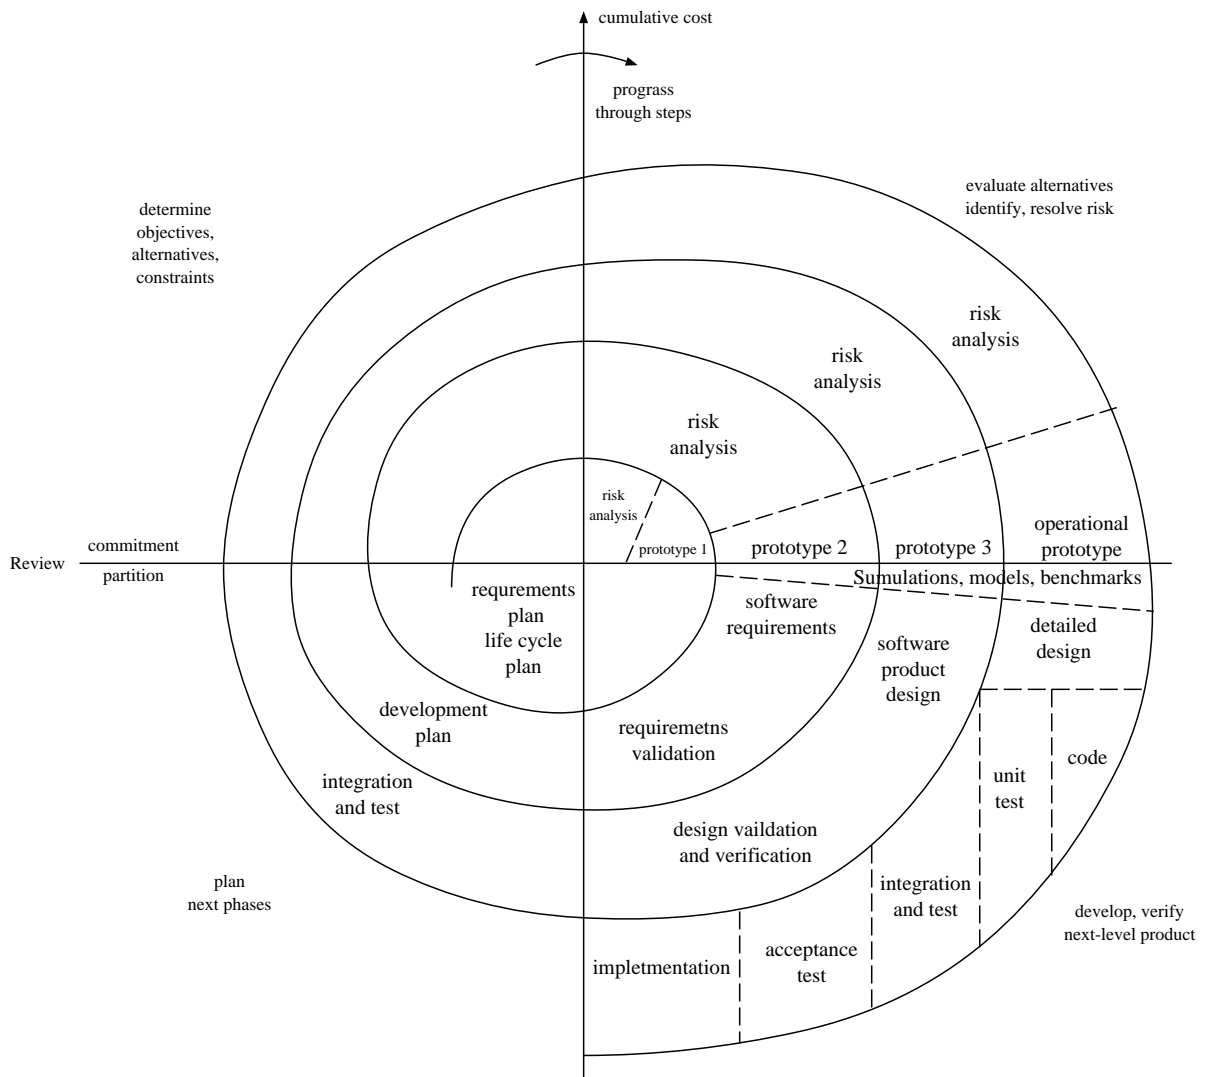 cumulative cost
prograss
through steps
determine
objectives,
alternatives,
constraints
evaluate alternatives
identify, resolve risk
risk
analysis
risk
analysis
risk
analysis
risk
analysis
prototype 1
prototype 2
prototype 3
operational
prototype
Review
commitment
partition
Sumulations, models, benchmarks
requrements
plan
life cycle
plan
software
requirements
software
product
design
detailed
design
development
plan
requiremetns
validation
integration
and test
design vaildation
and verification
unit
test
code
plan
next phases
integration
and test
develop, verify
next-level product
impletmentation
acceptance
test